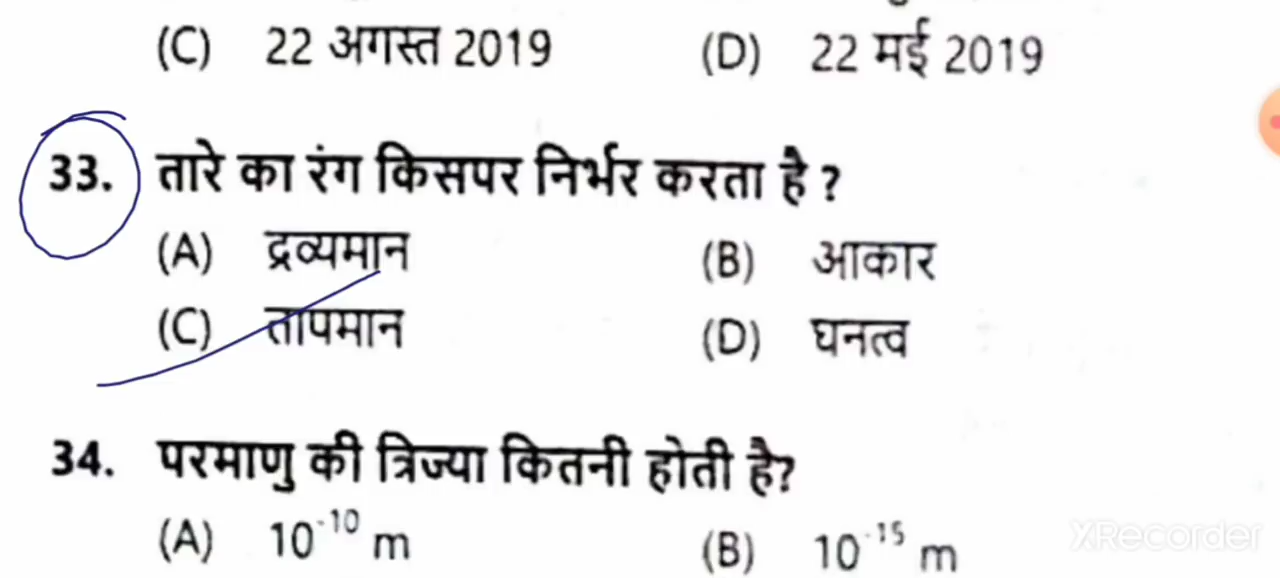 (C) 22 अगस्त 2019 (D) 22 मई 2019
33. तारे का रंग किसपर निर्भर करता है ?
(A) द्रव्यमान (B) आकार
(C) तापमान (D) घनत्व
34. परमाणु की त्रिज्या कितनी होती है?
(A) 10⁻¹⁰ m (B) 10⁻¹⁵ m
XRecorder